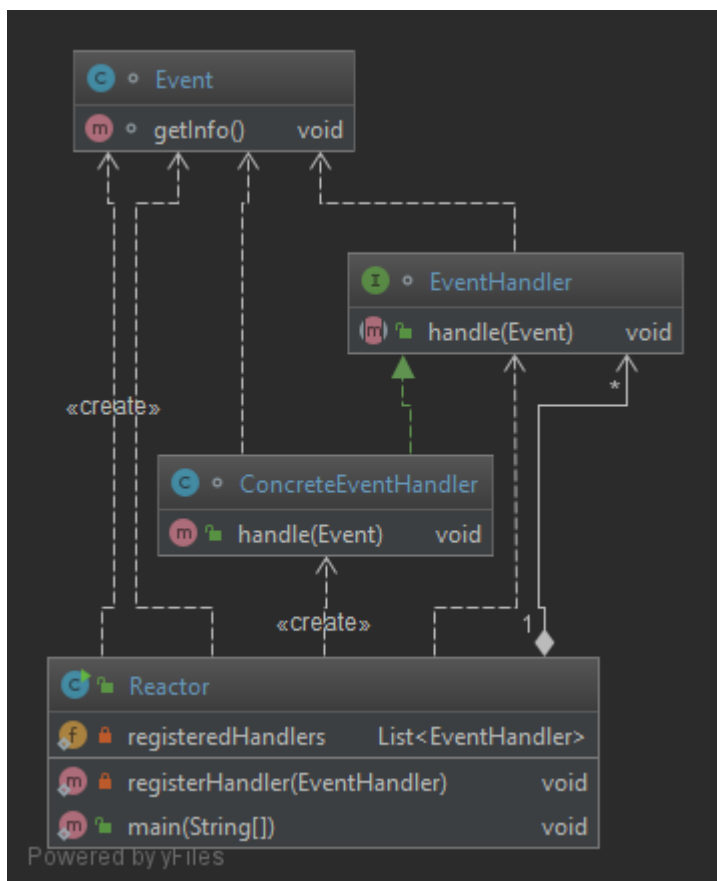 Event
getInfo() void
EventHandler
handle(Event) void
*
«create»
ConcreteEventHandler
handle(Event) void
«create»
1
Reactor
registeredHandlers List<EventHandler>
registerHandler(EventHandler) void
main(String[]) void
Powered by yFiles